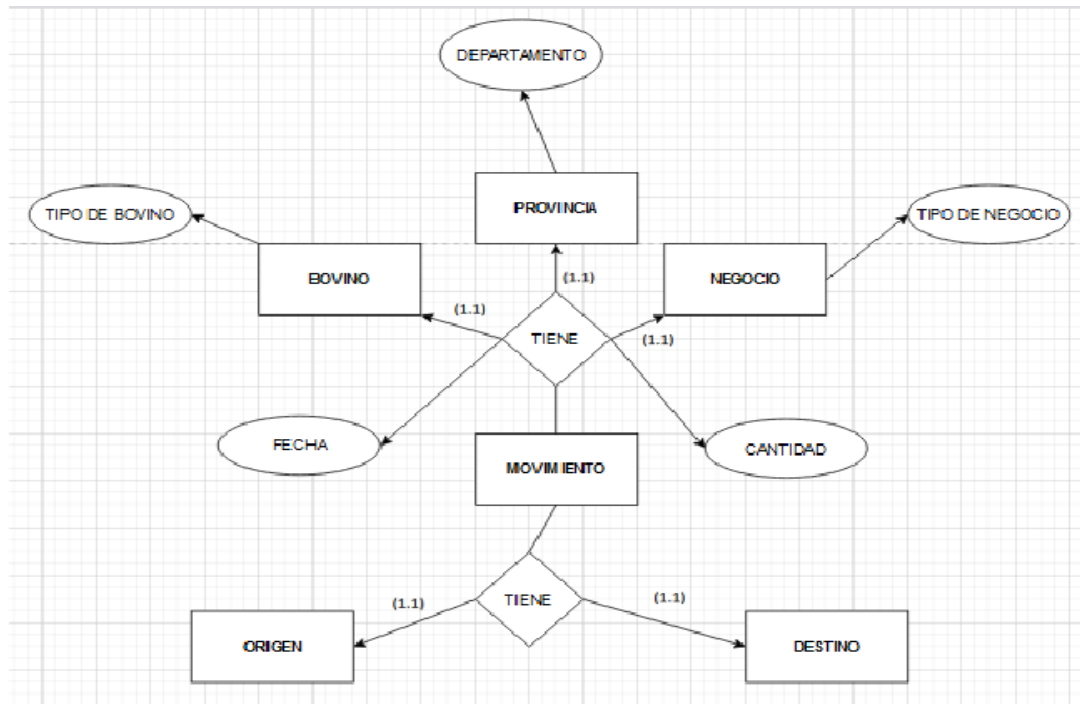 DEPARTAMENTO
PROVINCIA
TIPO DE BOVINO
TIPO DE NEGOCIO
BOVINO
NEGOCIO
(1.1)
(1.1)
(1.1)
TIENE
FECHA
CANTIDAD
MOVIMIENTO
TIENE
(1.1)
(1.1)
ORIGEN
DESTINO